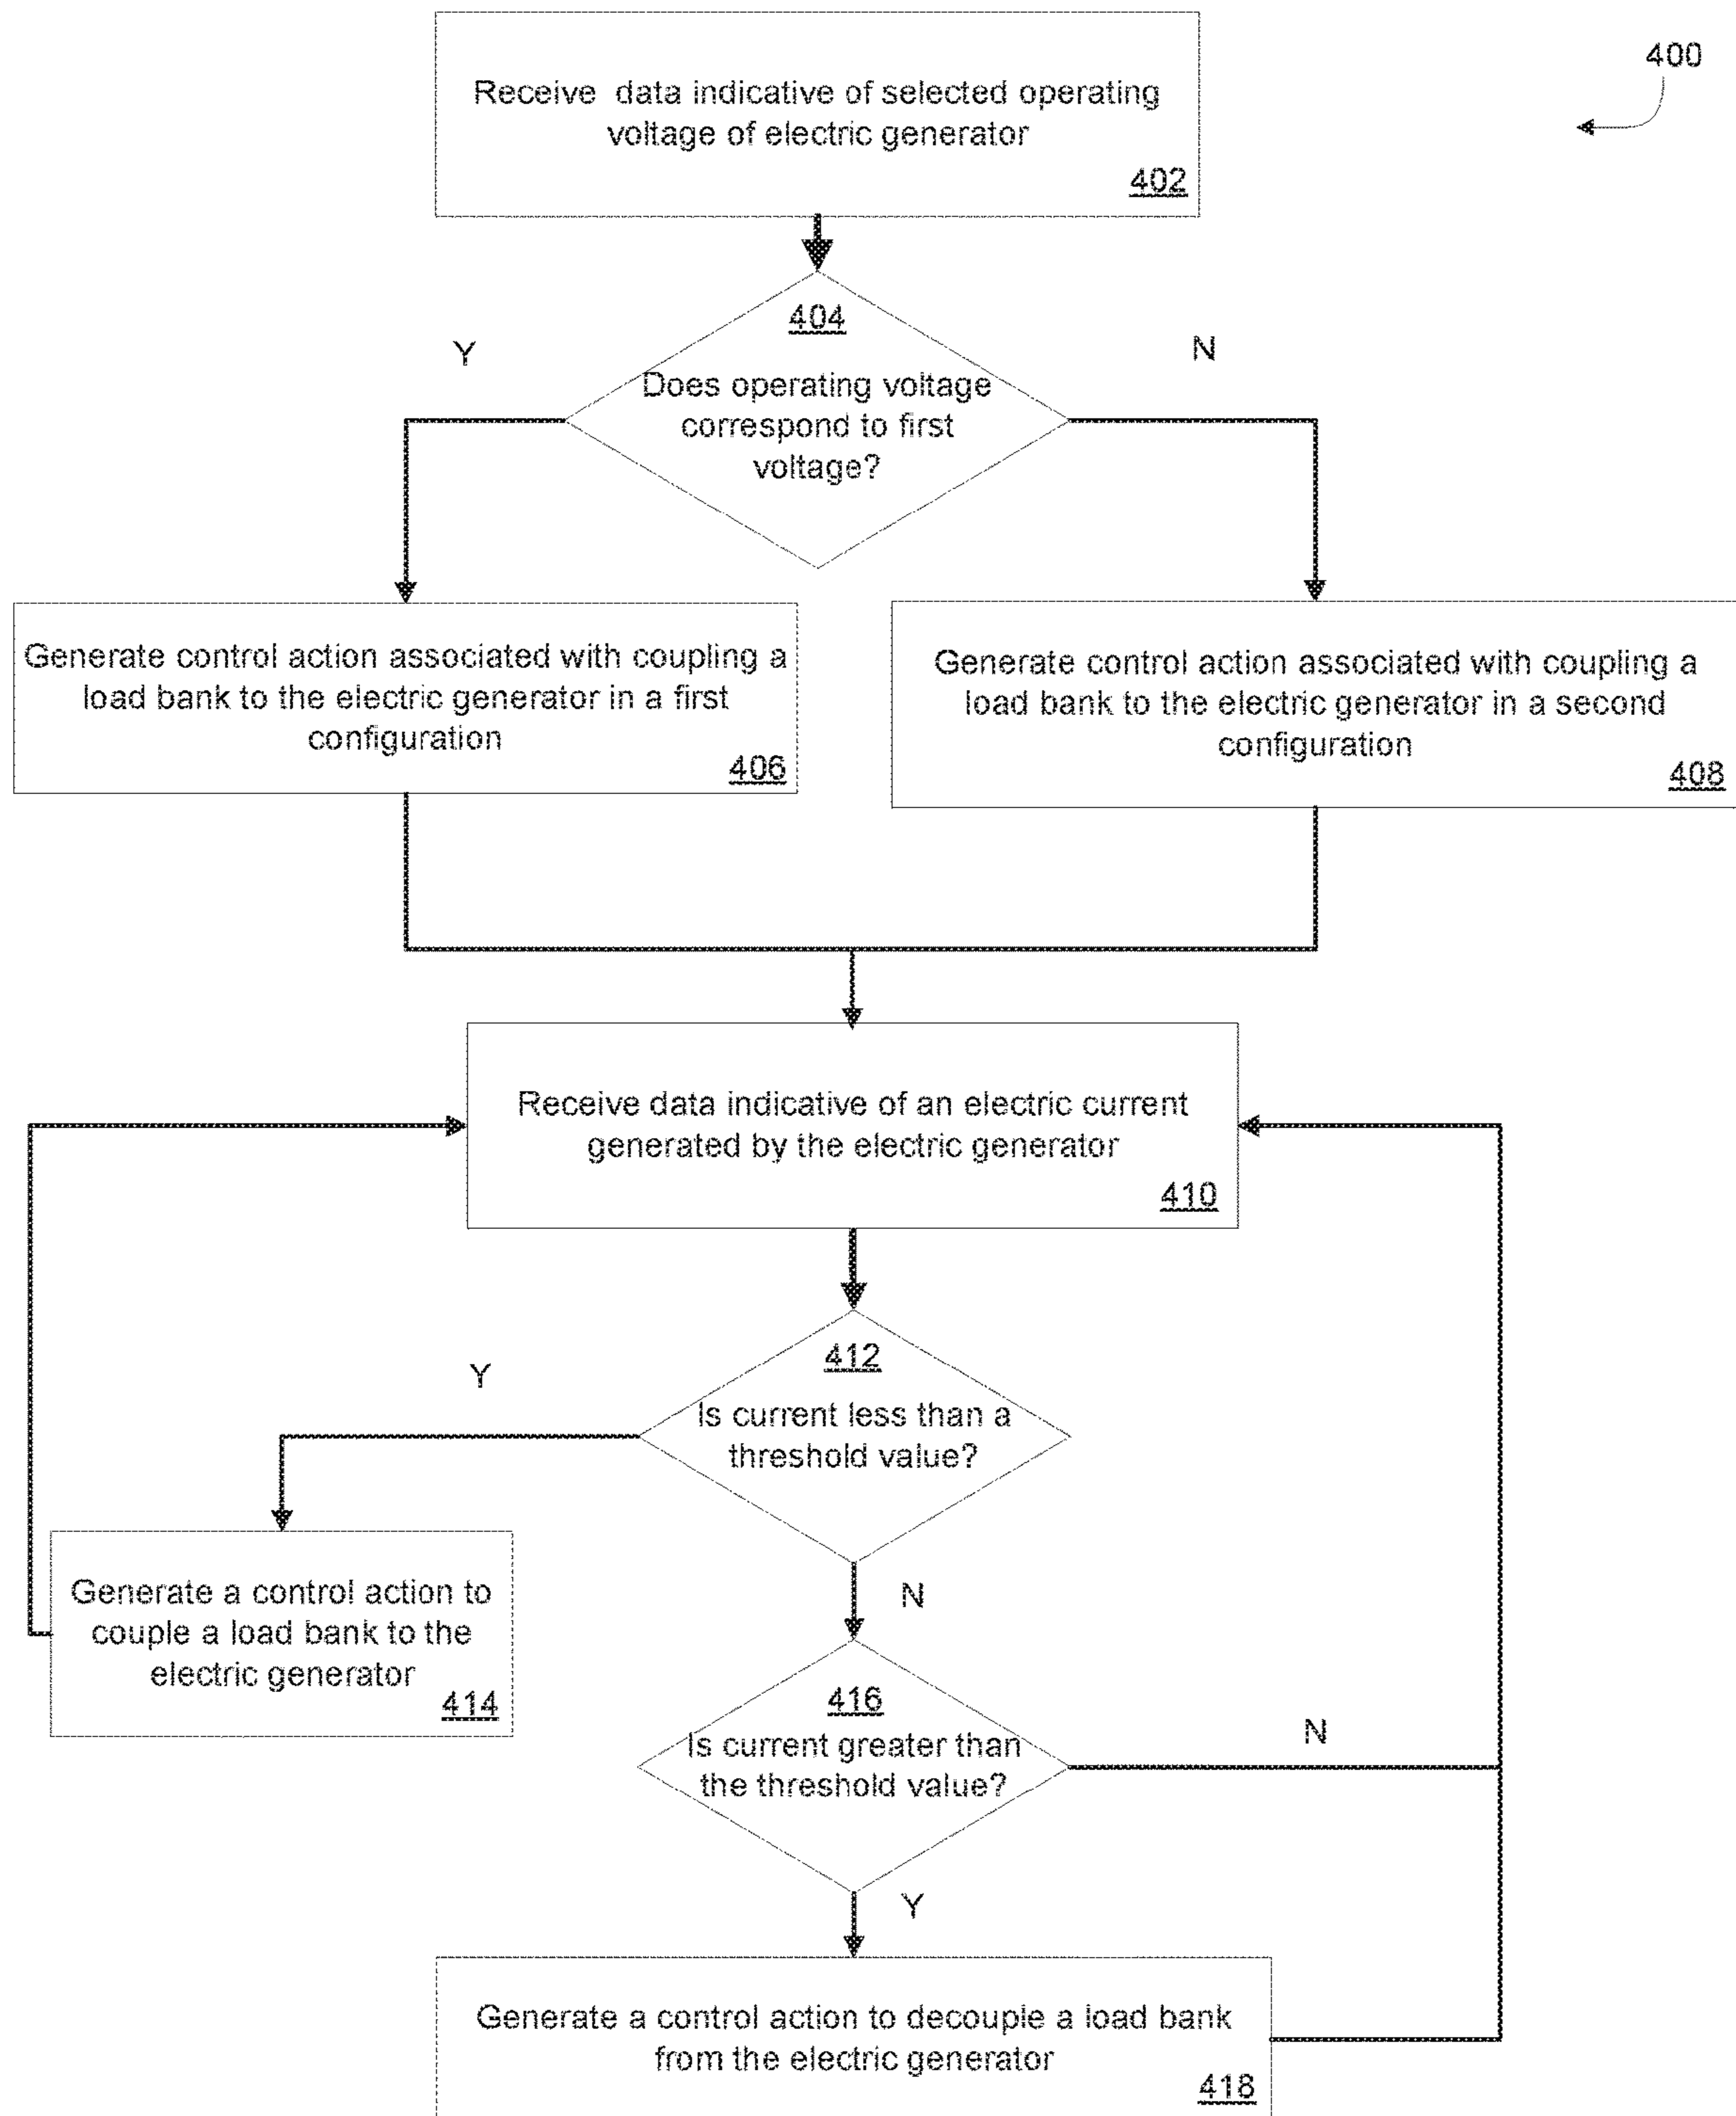 400
Receive data indicative of selected operating
voltage of electric generator
402
404
Y
N
Does operating voltage
correspond to first
voltage?
Generate control action associated with coupling a
load bank to the electric generator in a first
configuration
406
Generate control action associated with coupling a
load bank to the electric generator in a second
configuration
408
Receive data indicative of an electric current
generated by the electric generator
410
412
Y
Is current less than a
threshold value?
N
Generate a control action to
couple a load bank to the
electric generator
414
416
Is current greater than
the threshold value?
N
Y
Generate a control action to decouple a load bank
from the electric generator
418